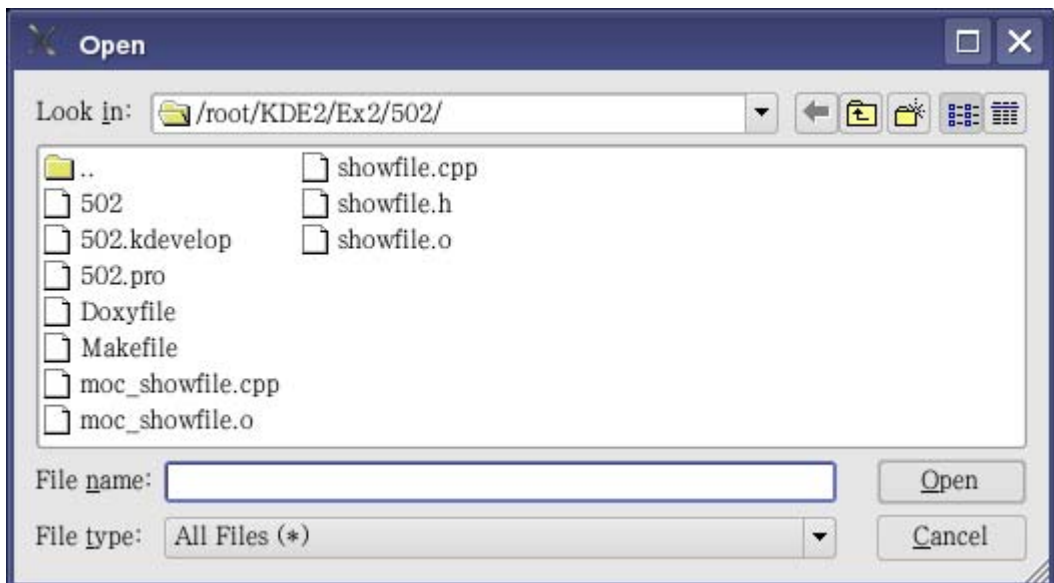 Open
Look in: /root/KDE2/Ex2/502/
..
502
502.kdevelop
502.pro
Doxyfile
Makefile
moc_showfile.cpp
moc_showfile.o
showfile.cpp
showfile.h
showfile.o
File name:
Open
File type: All Files (*)
Cancel